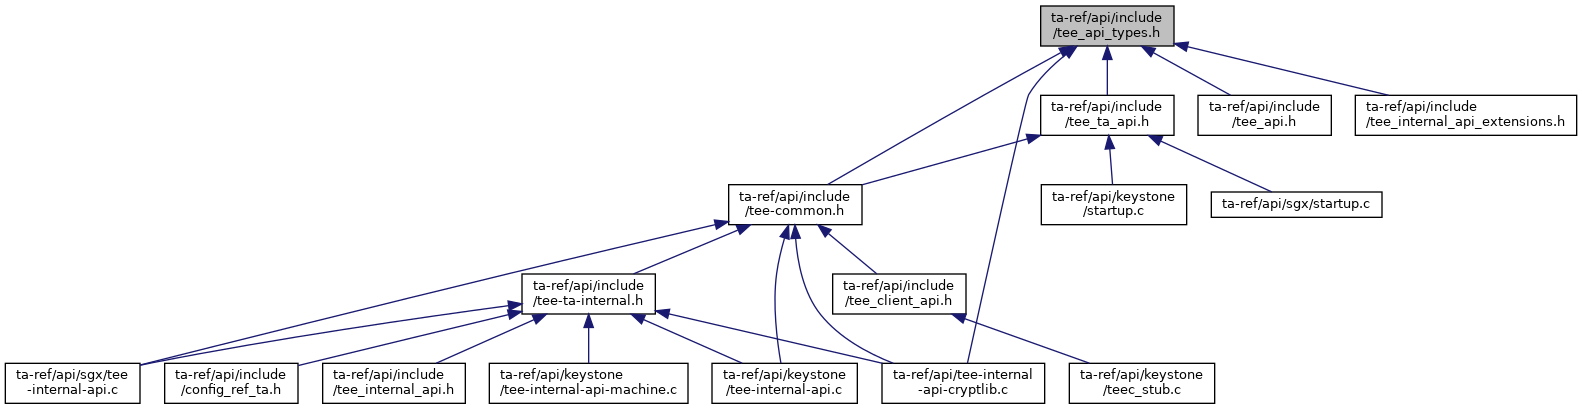 ta-ref/api/include
/tee_api_types.h
ta-ref/api/include
/tee_ta_api.h
ta-ref/api/include
/tee_api.h
ta-ref/api/include
/tee_internal_api_extensions.h
ta-ref/api/include
/tee-common.h
ta-ref/api/keystone
/startup.c
ta-ref/api/sgx/startup.c
ta-ref/api/include
/tee-ta-internal.h
ta-ref/api/include
/tee_client_api.h
ta-ref/api/sgx/tee
-internal-api.c
ta-ref/api/include
/config_ref_ta.h
ta-ref/api/include
/tee_internal_api.h
ta-ref/api/keystone
/tee-internal-api-machine.c
ta-ref/api/keystone
/tee-internal-api.c
ta-ref/api/tee-internal
-api-cryptlib.c
ta-ref/api/keystone
/teec_stub.c